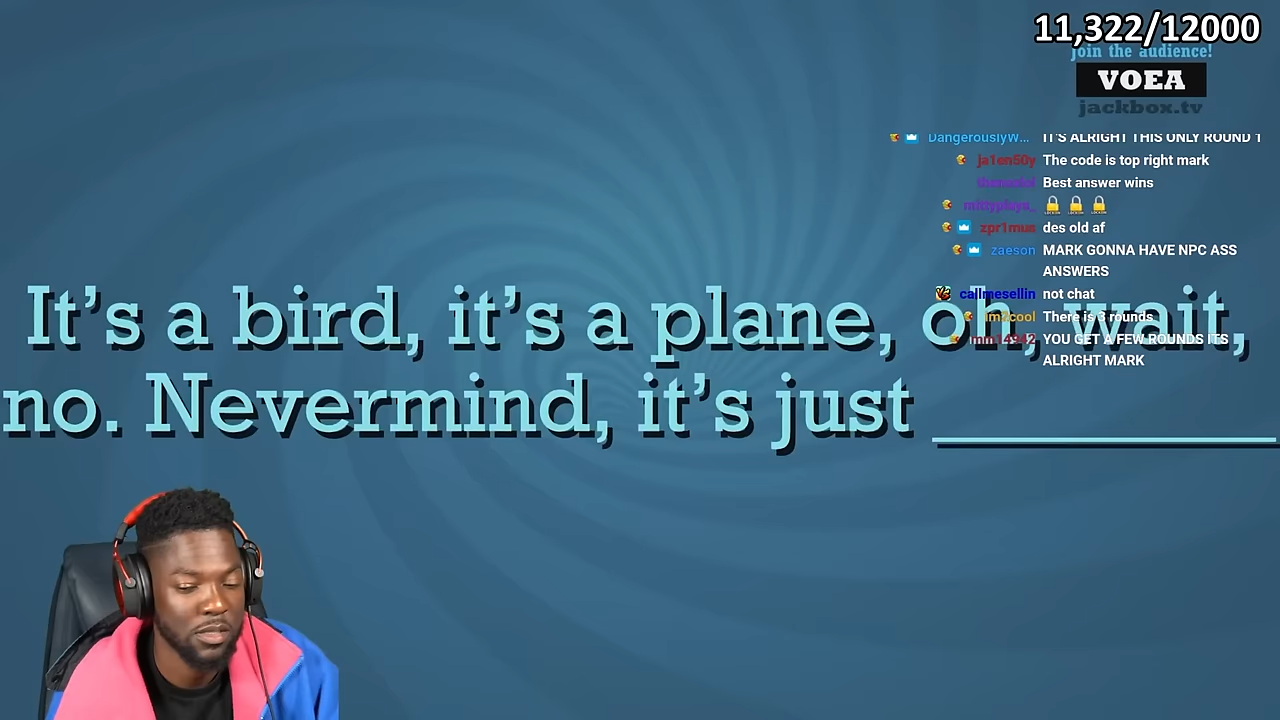 11,322/12000
join the audience!
VOEA
jackbox.tv
DangerouslyW... IT'S ALRIGHT THIS ONLY ROUND 1
ja1en50y The code is top right mark
Best answer wins
mittyplays_
zpr1mus des old af
zaeson MARK GONNA HAVE NPC ASS
ANSWERS
callmesellin not chat
There is 3 rounds
YOU GET A FEW ROUNDS ITS
ALRIGHT MARK
It's a bird, it's a plane, oh, wait,
no. Nevermind, it's just